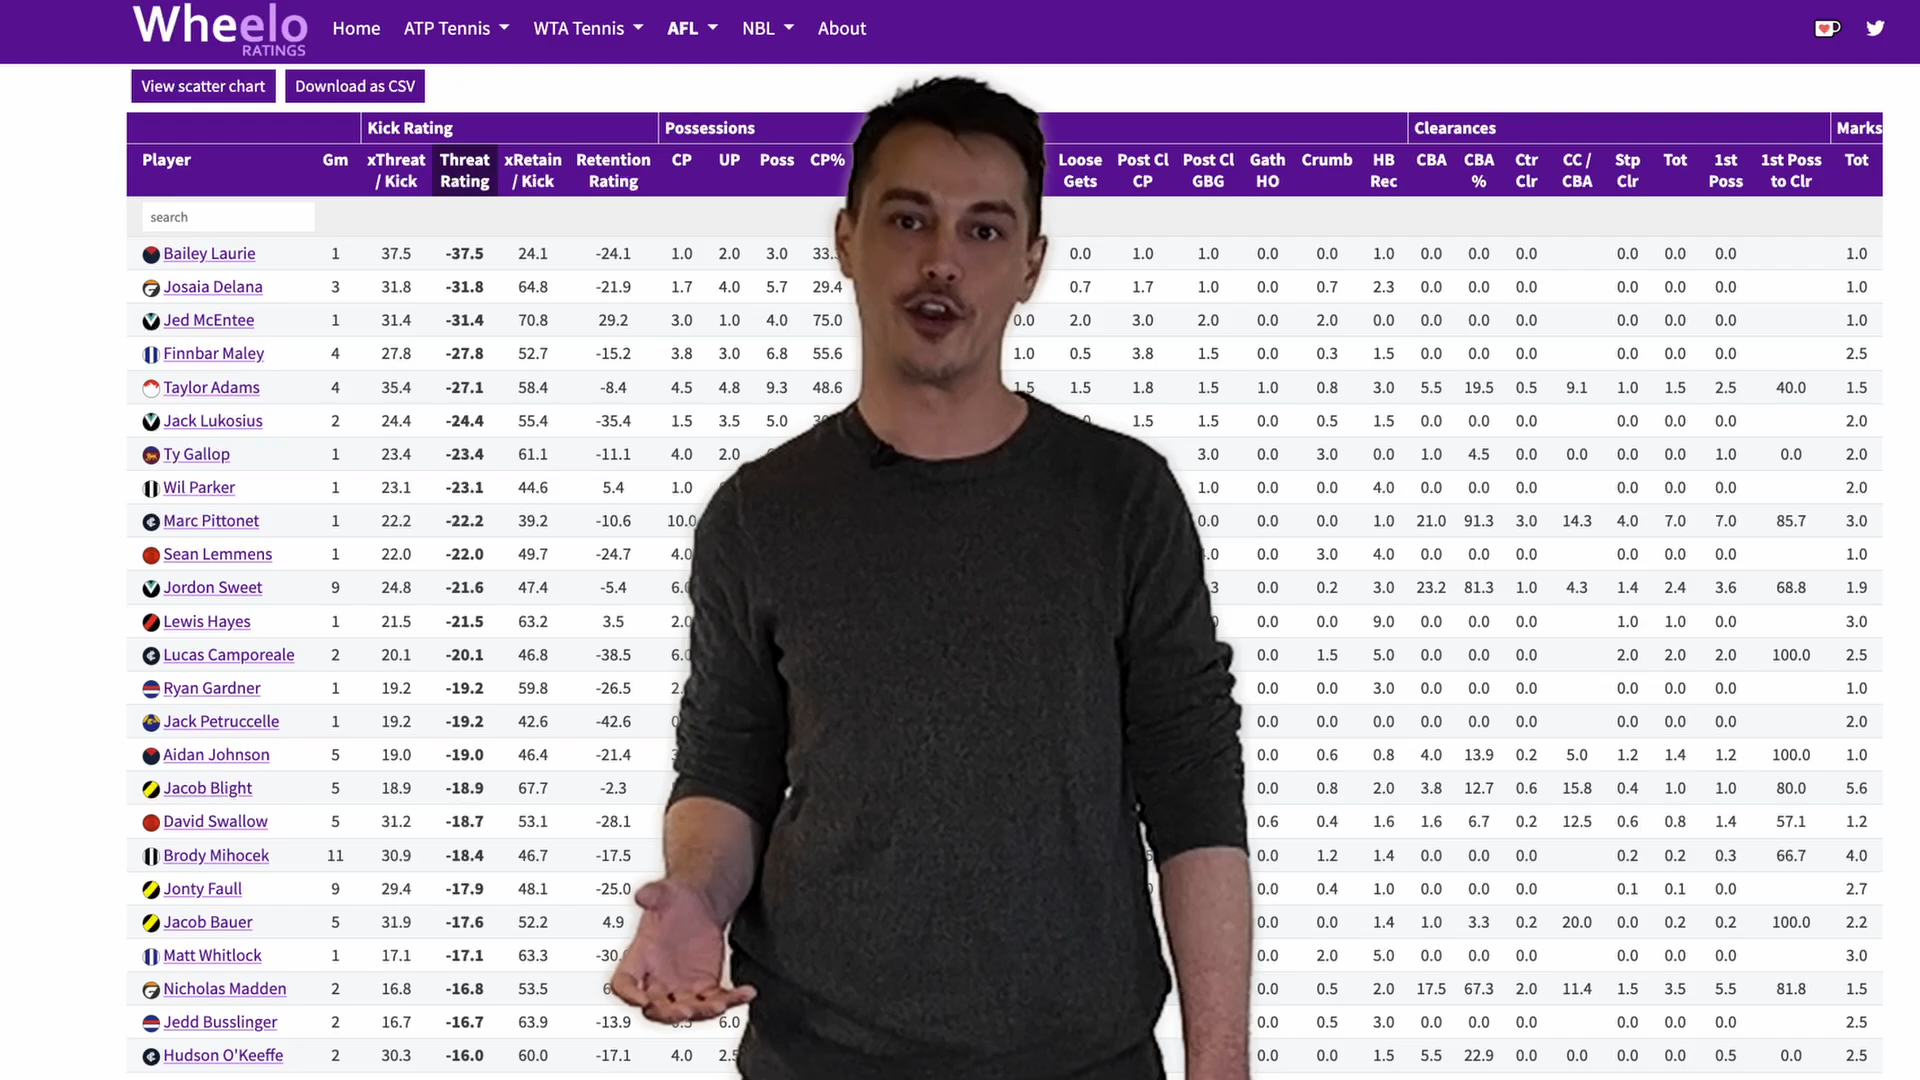 Wheelo RATINGS Home ATP Tennis WTA Tennis AFL NBL About
View scatter chart Download as CSV
Kick Rating Possessions Clearances Marks
Player Gm xThreat / Kick Threat Rating xRetain / Kick Retention Rating CP UP Poss CP% Loose Gets Post Cl CP Post Cl GBG Gath HO Crumb HB Rec CBA CBA % Ctr Clr CC / CBA Stp Clr Tot 1st Poss 1st Poss to Clr Tot
search
Bailey Laurie 1 37.5 -37.5 24.1 -24.1 1.0 2.0 3.0 33. 0.0 1.0 1.0 0.0 0.0 1.0 0.0 0.0 0.0 0.0 0.0 0.0 1.0
Josaia Delana 3 31.8 -31.8 64.8 -21.9 1.7 4.0 5.7 29.4 0.7 1.7 1.0 0.0 0.7 2.3 0.0 0.0 0.0 0.0 0.0 0.0 1.0
Jed McEntee 1 31.4 -31.4 70.8 29.2 3.0 1.0 4.0 75.0 0.0 2.0 3.0 2.0 0.0 2.0 0.0 0.0 0.0 0.0 0.0 0.0 0.0 1.0
Finnbar Maley 4 27.8 -27.8 52.7 -15.2 3.8 3.0 6.8 55.6 1.0 0.5 3.8 1.5 0.0 0.3 1.5 0.0 0.0 0.0 0.0 0.0 0.0 2.5
Taylor Adams 4 35.4 -27.1 58.4 -8.4 4.5 4.8 9.3 48.6 1.5 1.5 1.8 1.5 1.0 0.8 3.0 5.5 19.5 0.5 9.1 1.0 1.5 2.5 40.0 1.5
Jack Lukosius 2 24.4 -24.4 55.4 -35.4 1.5 3.5 5.0 1.5 1.5 0.0 0.5 1.5 0.0 0.0 0.0 0.0 0.0 0.0 2.0
Ty Gallop 1 23.4 -23.4 61.1 -11.1 4.0 2.0 3.0 0.0 3.0 0.0 1.0 4.5 0.0 0.0 0.0 0.0 1.0 0.0 2.0
Wil Parker 1 23.1 -23.1 44.6 5.4 1.0 1.0 0.0 0.0 4.0 0.0 0.0 0.0 0.0 0.0 0.0 2.0
Marc Pittonet 1 22.2 -22.2 39.2 -10.6 10.0 0.0 0.0 0.0 1.0 21.0 91.3 3.0 14.3 4.0 7.0 7.0 85.7 3.0
Sean Lemmens 1 22.0 -22.0 49.7 -24.7 4.0 .0 0.0 3.0 4.0 0.0 0.0 0.0 0.0 0.0 0.0 1.0
Jordon Sweet 9 24.8 -21.6 47.4 -5.4 6.0 3 0.0 0.2 3.0 23.2 81.3 1.0 4.3 1.4 2.4 3.6 68.8 1.9
Lewis Hayes 1 21.5 -21.5 63.2 3.5 2.0 0.0 0.0 9.0 0.0 0.0 0.0 1.0 1.0 0.0 3.0
Lucas Camporeale 2 20.1 -20.1 46.8 -38.5 6.0 0.0 1.5 5.0 0.0 0.0 0.0 2.0 2.0 2.0 100.0 2.5
Ryan Gardner 1 19.2 -19.2 59.8 -26.5 2. 0.0 0.0 3.0 0.0 0.0 0.0 0.0 0.0 0.0 1.0
Jack Petruccelle 1 19.2 -19.2 42.6 -42.6 0.0 0.0 0.0 0.0 0.0 0.0 0.0 0.0 0.0 2.0
Aidan Johnson 5 19.0 -19.0 46.4 -21.4 0.0 0.6 0.8 4.0 13.9 0.2 5.0 1.2 1.4 1.2 100.0 1.0
Jacob Blight 5 18.9 -18.9 67.7 -2.3 0.0 0.8 2.0 3.8 12.7 0.6 15.8 0.4 1.0 1.0 80.0 5.6
David Swallow 5 31.2 -18.7 53.1 -28.1 0.6 0.4 1.6 1.6 6.7 0.2 12.5 0.6 0.8 1.4 57.1 1.2
Brody Mihocek 11 30.9 -18.4 46.7 -17.5 0.0 1.2 1.4 0.0 0.0 0.0 0.2 0.2 0.3 66.7 4.0
Jonty Faull 9 29.4 -17.9 48.1 -25.0 0.0 0.4 1.0 0.0 0.0 0.0 0.1 0.1 0.0 2.7
Jacob Bauer 5 31.9 -17.6 52.2 4.9 0.0 0.0 1.4 1.0 3.3 0.2 20.0 0.0 0.2 0.2 100.0 2.2
Matt Whitlock 1 17.1 -17.1 63.3 -30. 0.0 2.0 5.0 0.0 0.0 0.0 0.0 0.0 0.0 3.0
Nicholas Madden 2 16.8 -16.8 53.5 0.0 0.5 2.0 17.5 67.3 2.0 11.4 1.5 3.5 5.5 81.8 1.5
Jedd Busslinger 2 16.7 -16.7 63.9 -13.9 6.0 0.0 0.5 3.0 0.0 0.0 0.0 0.0 0.0 0.0 2.5
Hudson O'Keeffe 2 30.3 -16.0 60.0 -17.1 4.0 2.5 0.0 0.0 1.5 5.5 22.9 0.0 0.0 0.0 0.0 0.5 0.0 2.5